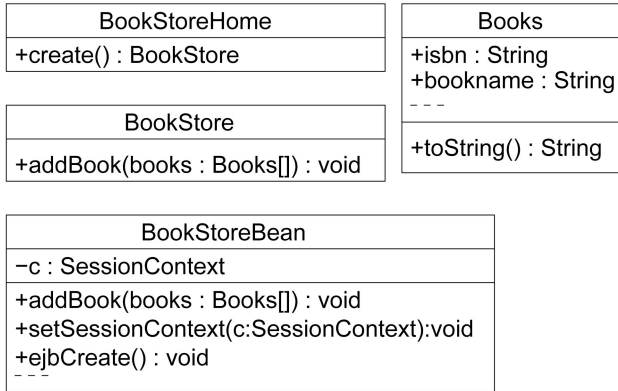 BookStoreHome
+create() : BookStore
BookStore
+addBook(books : Books[]) : void
Books
+isbn : String
+bookname : String
- - -
+toString() : String
BookStoreBean
−c : SessionContext
+addBook(books : Books[]) : void
+setSessionContext(c:SessionContext):void
+ejbCreate() : void
- - -